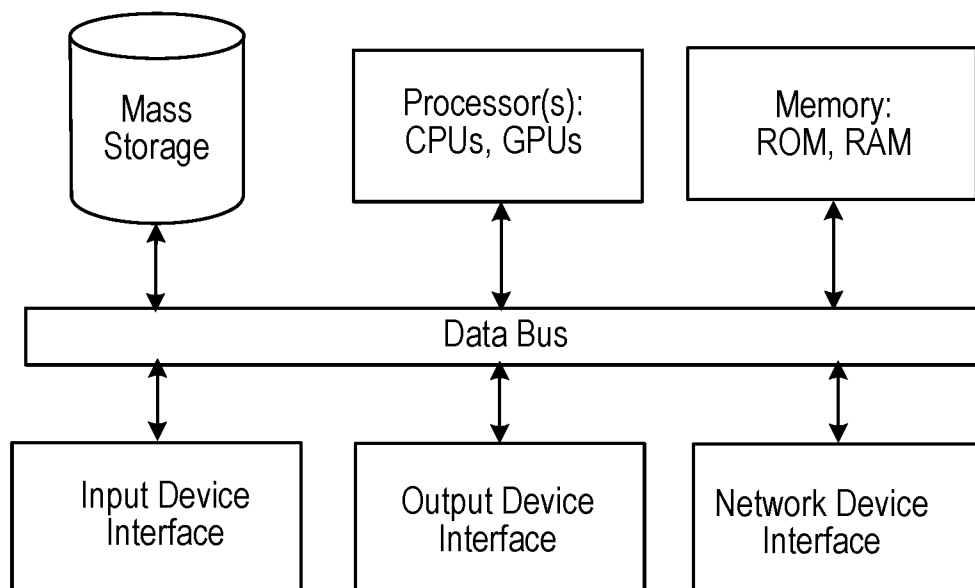 Mass
Storage
Processor(s):
CPUs, GPUs
Memory:
ROM, RAM
Data Bus
Input Device
Interface
Output Device
Interface
Network Device
Interface